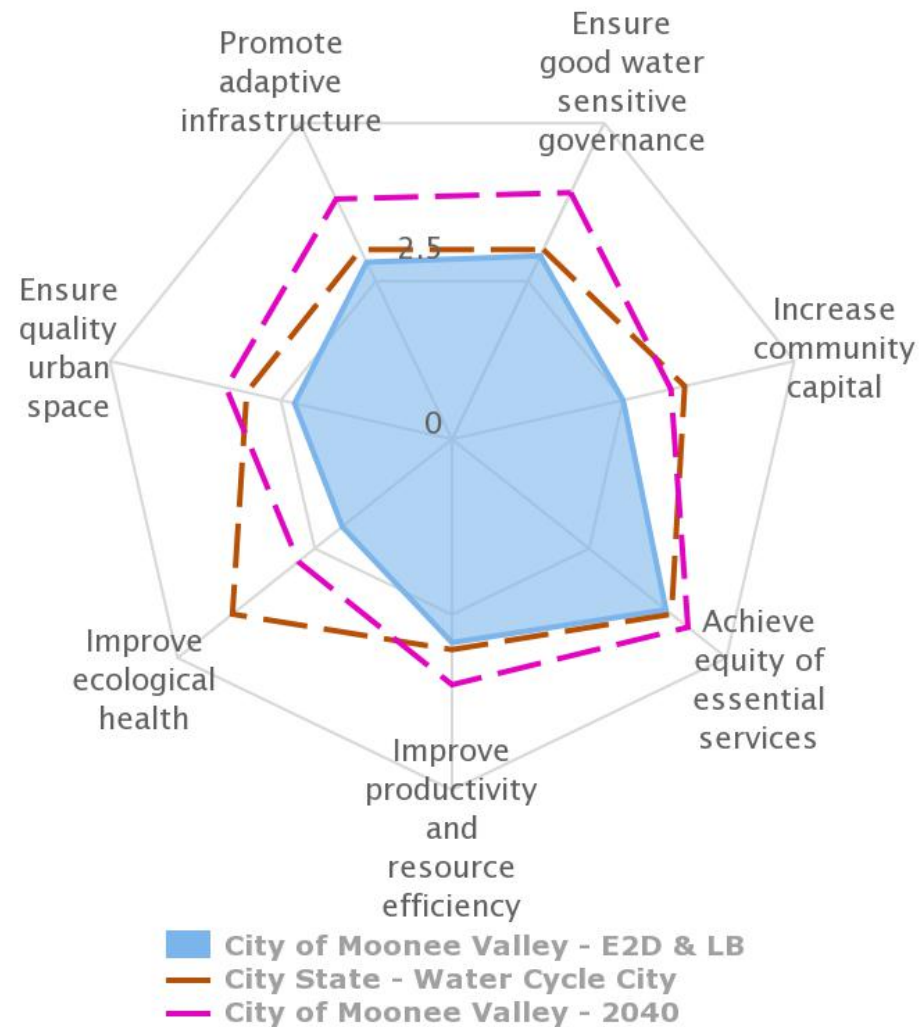 Ensure
good water
sensitive
governance
Promote
adaptive
infrastructure
2.5
Ensure
quality
urban
space
Increase
community
capital
0
Improve
ecological
health
Achieve
equity of
essential
services
Improve
productivity
and
resource
efficiency
City of Moonee Valley - E2D & LB
City State - Water Cycle City
City of Moonee Valley - 2040